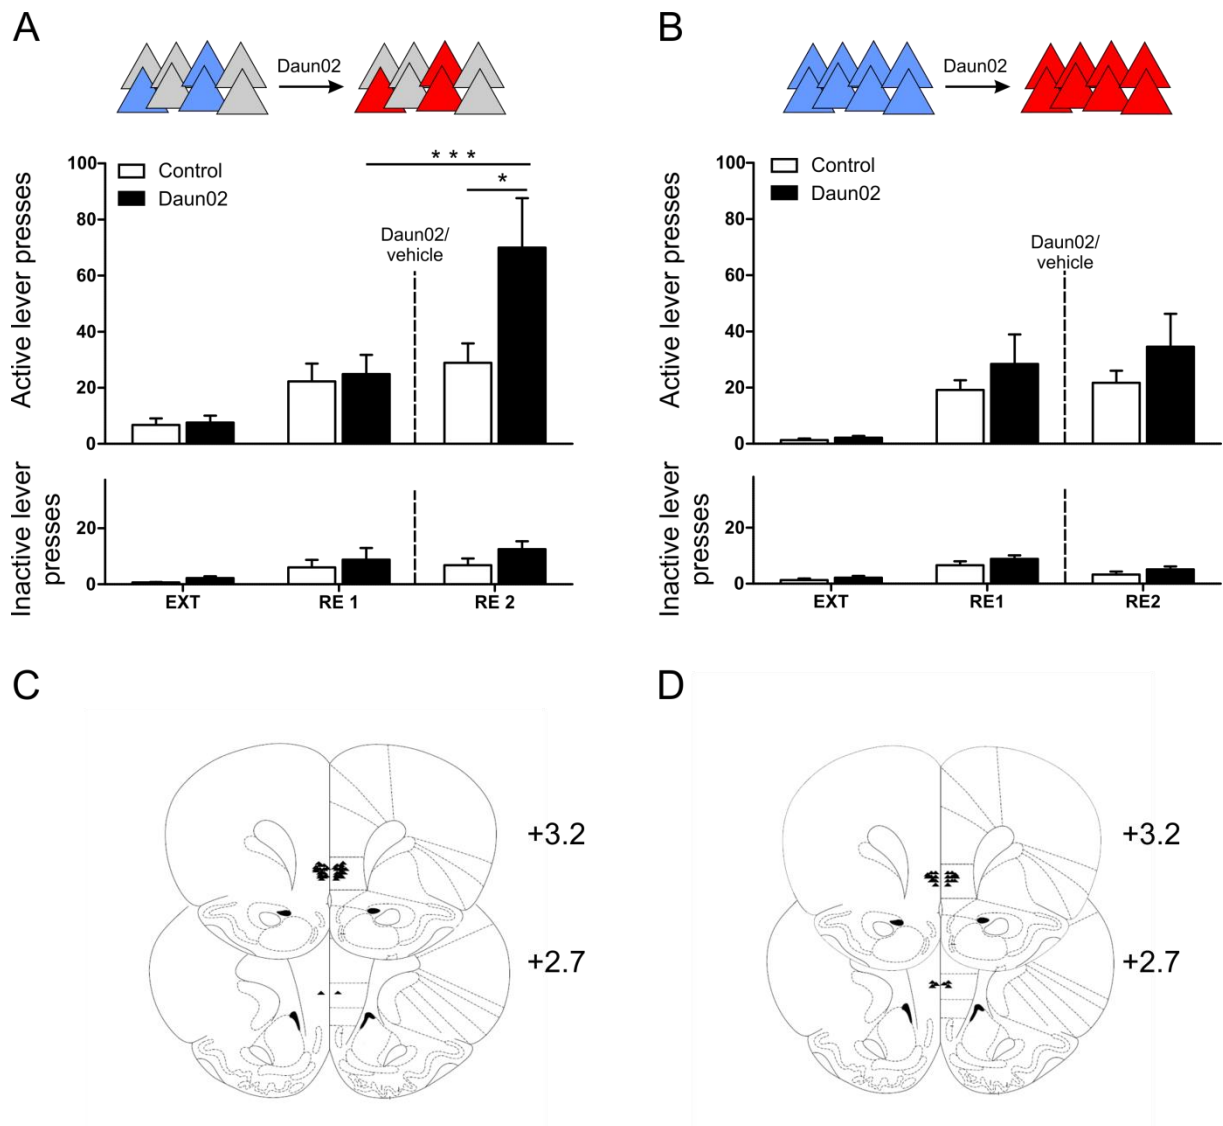 A
Daun02
100
80
60
40
20
0
Active lever presses
Control
Daun02
* * *
*
Daun02/
vehicle
20
0
Inactive lever
presses
EXT
RE 1
RE 2
B
Daun02
100
80
60
40
20
0
Active lever presses
Control
Daun02
Daun02/
vehicle
20
0
Inactive lever
presses
EXT
RE1
RE2
C
+3.2
+2.7
D
+3.2
+2.7